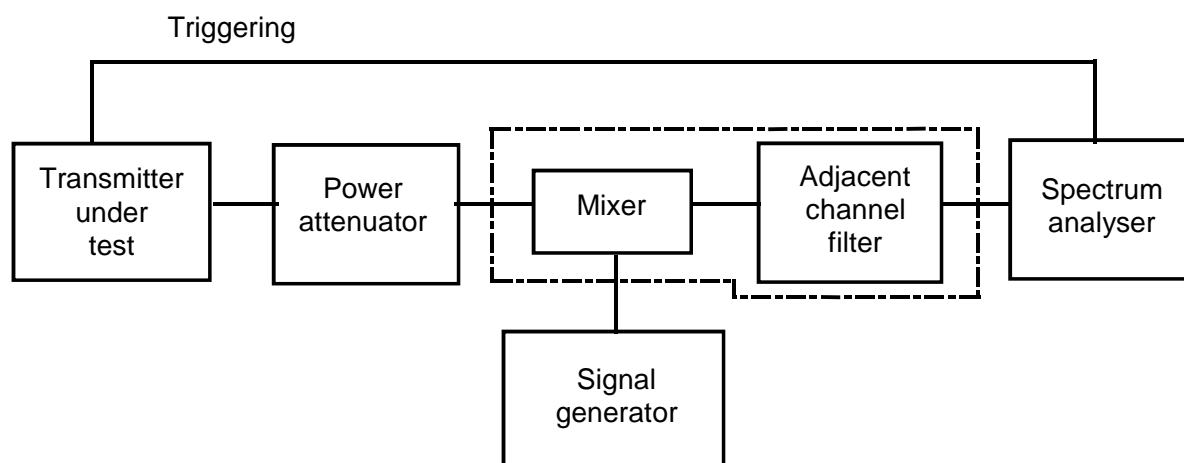 Triggering
Transmitter
under
test
Power
attenuator
Mixer
Adjacent
channel
filter
Spectrum
analyser
Signal
generator